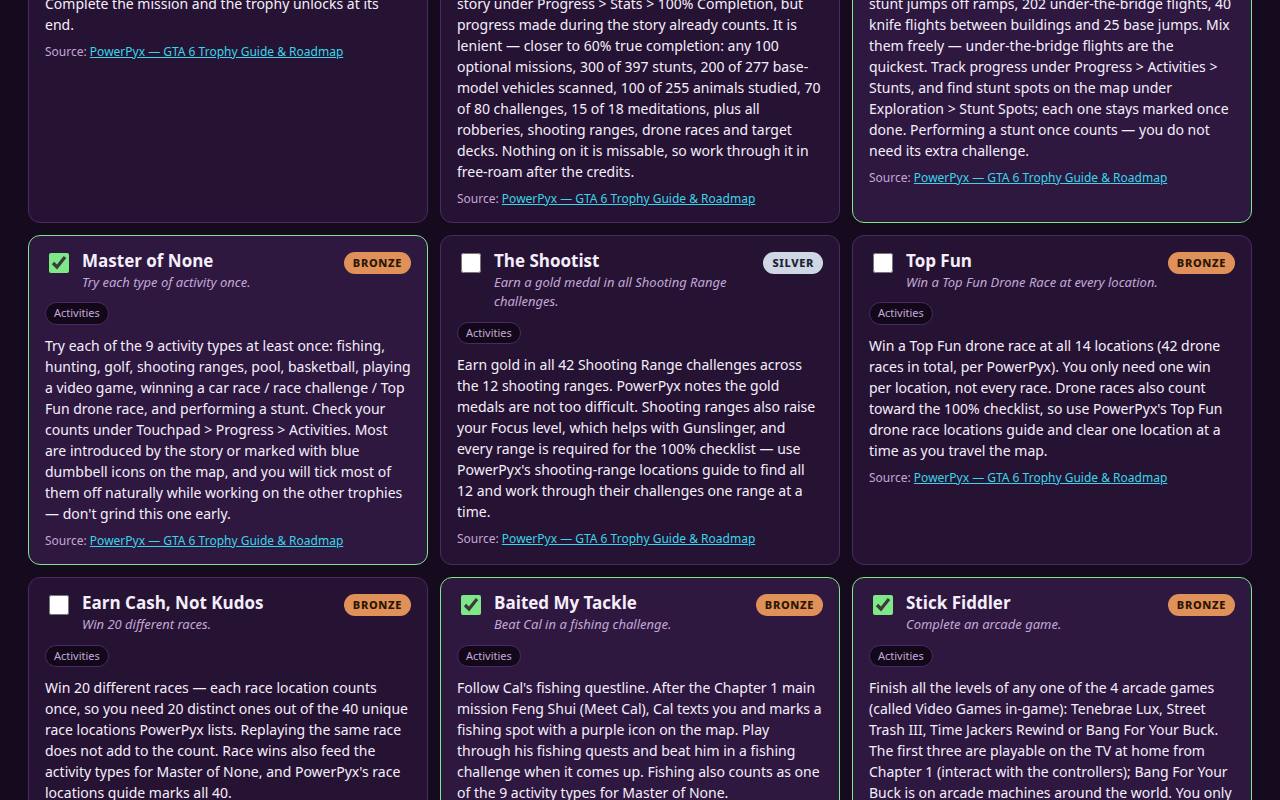 Complete the mission and the trophy unlocks at its
end.
Source: PowerPyx — GTA 6 Trophy Guide & Roadmap
story under Progress > Stats > 100% Completion, but
progress made during the story already counts. It is
lenient — closer to 60% true completion: any 100
optional missions, 300 of 397 stunts, 200 of 277 base-
model vehicles scanned, 100 of 255 animals studied, 70
of 80 challenges, 15 of 18 meditations, plus all
robberies, shooting ranges, drone races and target
decks. Nothing on it is missable, so work through it in
free-roam after the credits.
Source: PowerPyx — GTA 6 Trophy Guide & Roadmap
stunt jumps off ramps, 202 under-the-bridge flights, 40
knife flights between buildings and 25 base jumps. Mix
them freely — under-the-bridge flights are the
quickest. Track progress under Progress > Activities >
Stunts, and find stunt spots on the map under
Exploration > Stunt Spots; each one stays marked once
done. Performing a stunt once counts — you do not
need its extra challenge.
Source: PowerPyx — GTA 6 Trophy Guide & Roadmap
Master of None
BRONZE
Try each type of activity once.
Activities
Try each of the 9 activity types at least once: fishing,
hunting, golf, shooting ranges, pool, basketball, playing
a video game, winning a car race / race challenge / Top
Fun drone race, and performing a stunt. Check your
counts under Touchpad > Progress > Activities. Most
are introduced by the story or marked with blue
dumbbell icons on the map, and you will tick most of
them off naturally while working on the other trophies
— don't grind this one early.
Source: PowerPyx — GTA 6 Trophy Guide & Roadmap
The Shootist
SILVER
Earn a gold medal in all Shooting Range
challenges.
Activities
Earn gold in all 42 Shooting Range challenges across
the 12 shooting ranges. PowerPyx notes the gold
medals are not too difficult. Shooting ranges also raise
your Focus level, which helps with Gunslinger, and
every range is required for the 100% checklist — use
PowerPyx's shooting-range locations guide to find all
12 and work through their challenges one range at a
time.
Source: PowerPyx — GTA 6 Trophy Guide & Roadmap
Top Fun
BRONZE
Win a Top Fun Drone Race at every location.
Activities
Win a Top Fun drone race at all 14 locations (42 drone
races in total, per PowerPyx). You only need one win
per location, not every race. Drone races also count
toward the 100% checklist, so use PowerPyx's Top Fun
drone race locations guide and clear one location at a
time as you travel the map.
Source: PowerPyx — GTA 6 Trophy Guide & Roadmap
Earn Cash, Not Kudos
BRONZE
Win 20 different races.
Activities
Win 20 different races — each race location counts
once, so you need 20 distinct ones out of the 40 unique
race locations PowerPyx lists. Replaying the same race
does not add to the count. Race wins also feed the
activity types for Master of None, and PowerPyx's race
locations guide marks all 40.
Baited My Tackle
BRONZE
Beat Cal in a fishing challenge.
Activities
Follow Cal's fishing questline. After the Chapter 1 main
mission Feng Shui (Meet Cal), Cal texts you and marks a
fishing spot with a purple icon on the map. Play
through his fishing quests and beat him in a fishing
challenge when it comes up. Fishing also counts as one
of the 9 activity types for Master of None.
Stick Fiddler
BRONZE
Complete an arcade game.
Activities
Finish all the levels of any one of the 4 arcade games
(called Video Games in-game): Tenebrae Lux, Street
Trash III, Time Jackers Rewind or Bang For Your Buck.
The first three are playable on the TV at home from
Chapter 1 (interact with the controllers); Bang For Your
Buck is on arcade machines around the world. You only